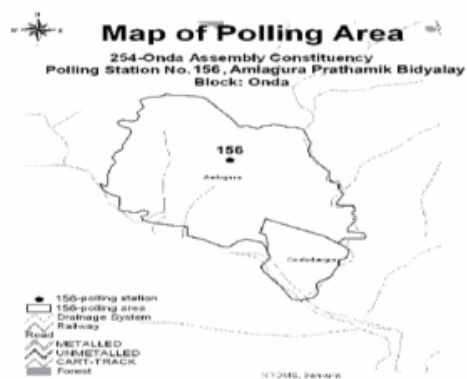 Map of Polling Area
254-Onda Assembly Constituency
Polling Station No. 156, Amlagura Prathamik Bidyalay
Block: Onda
156
Amlagura
156-polling station
156-polling area
Drainage System
Railway
Road
METALLED
UNMETALLED
CART-TRACK
Forest